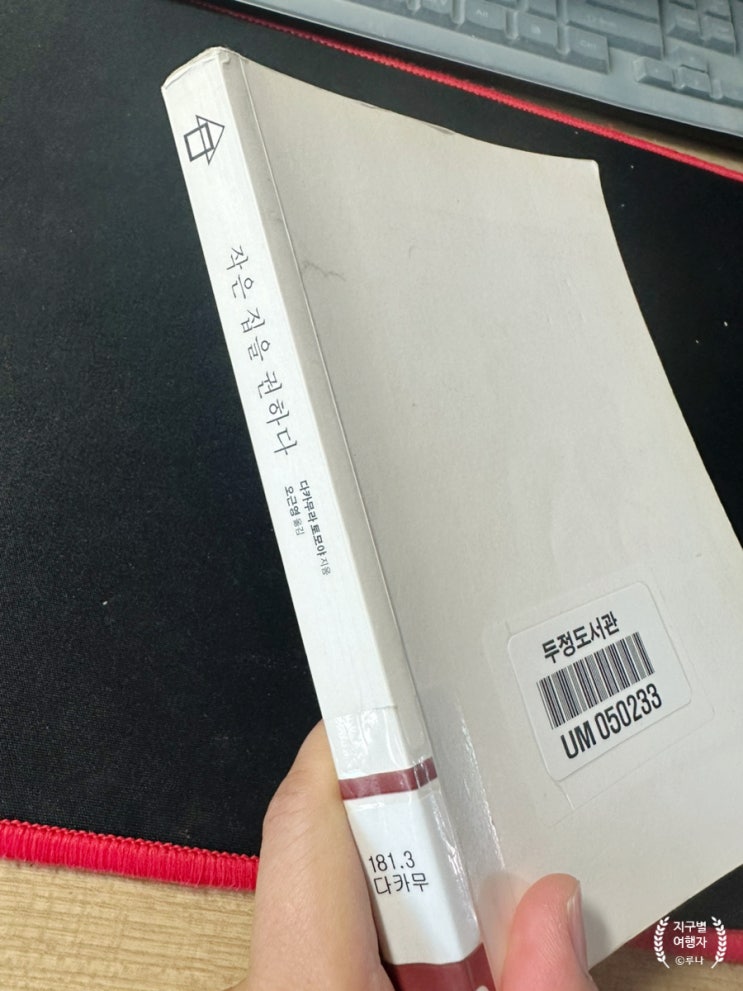 작은 집을 권하다
다카무라 토모야 지음
오근영 옮김
두정도서관
UM 050233
181.3
다카무
지구별
여행자
©루나